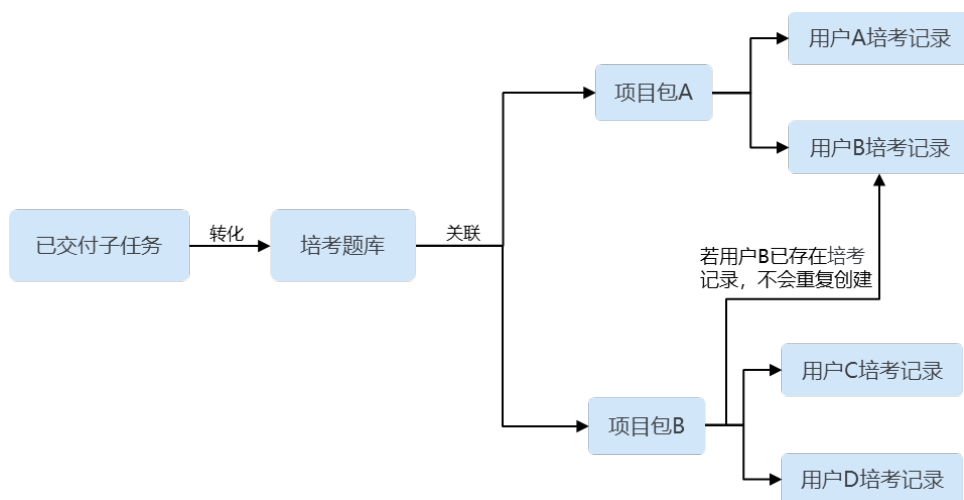 已交付子任务
转化
培考题库
关联
项目包A
用户A培考记录
用户B培考记录
若用户B已存在培考
记录，不会重复创建
项目包B
用户C培考记录
用户D培考记录